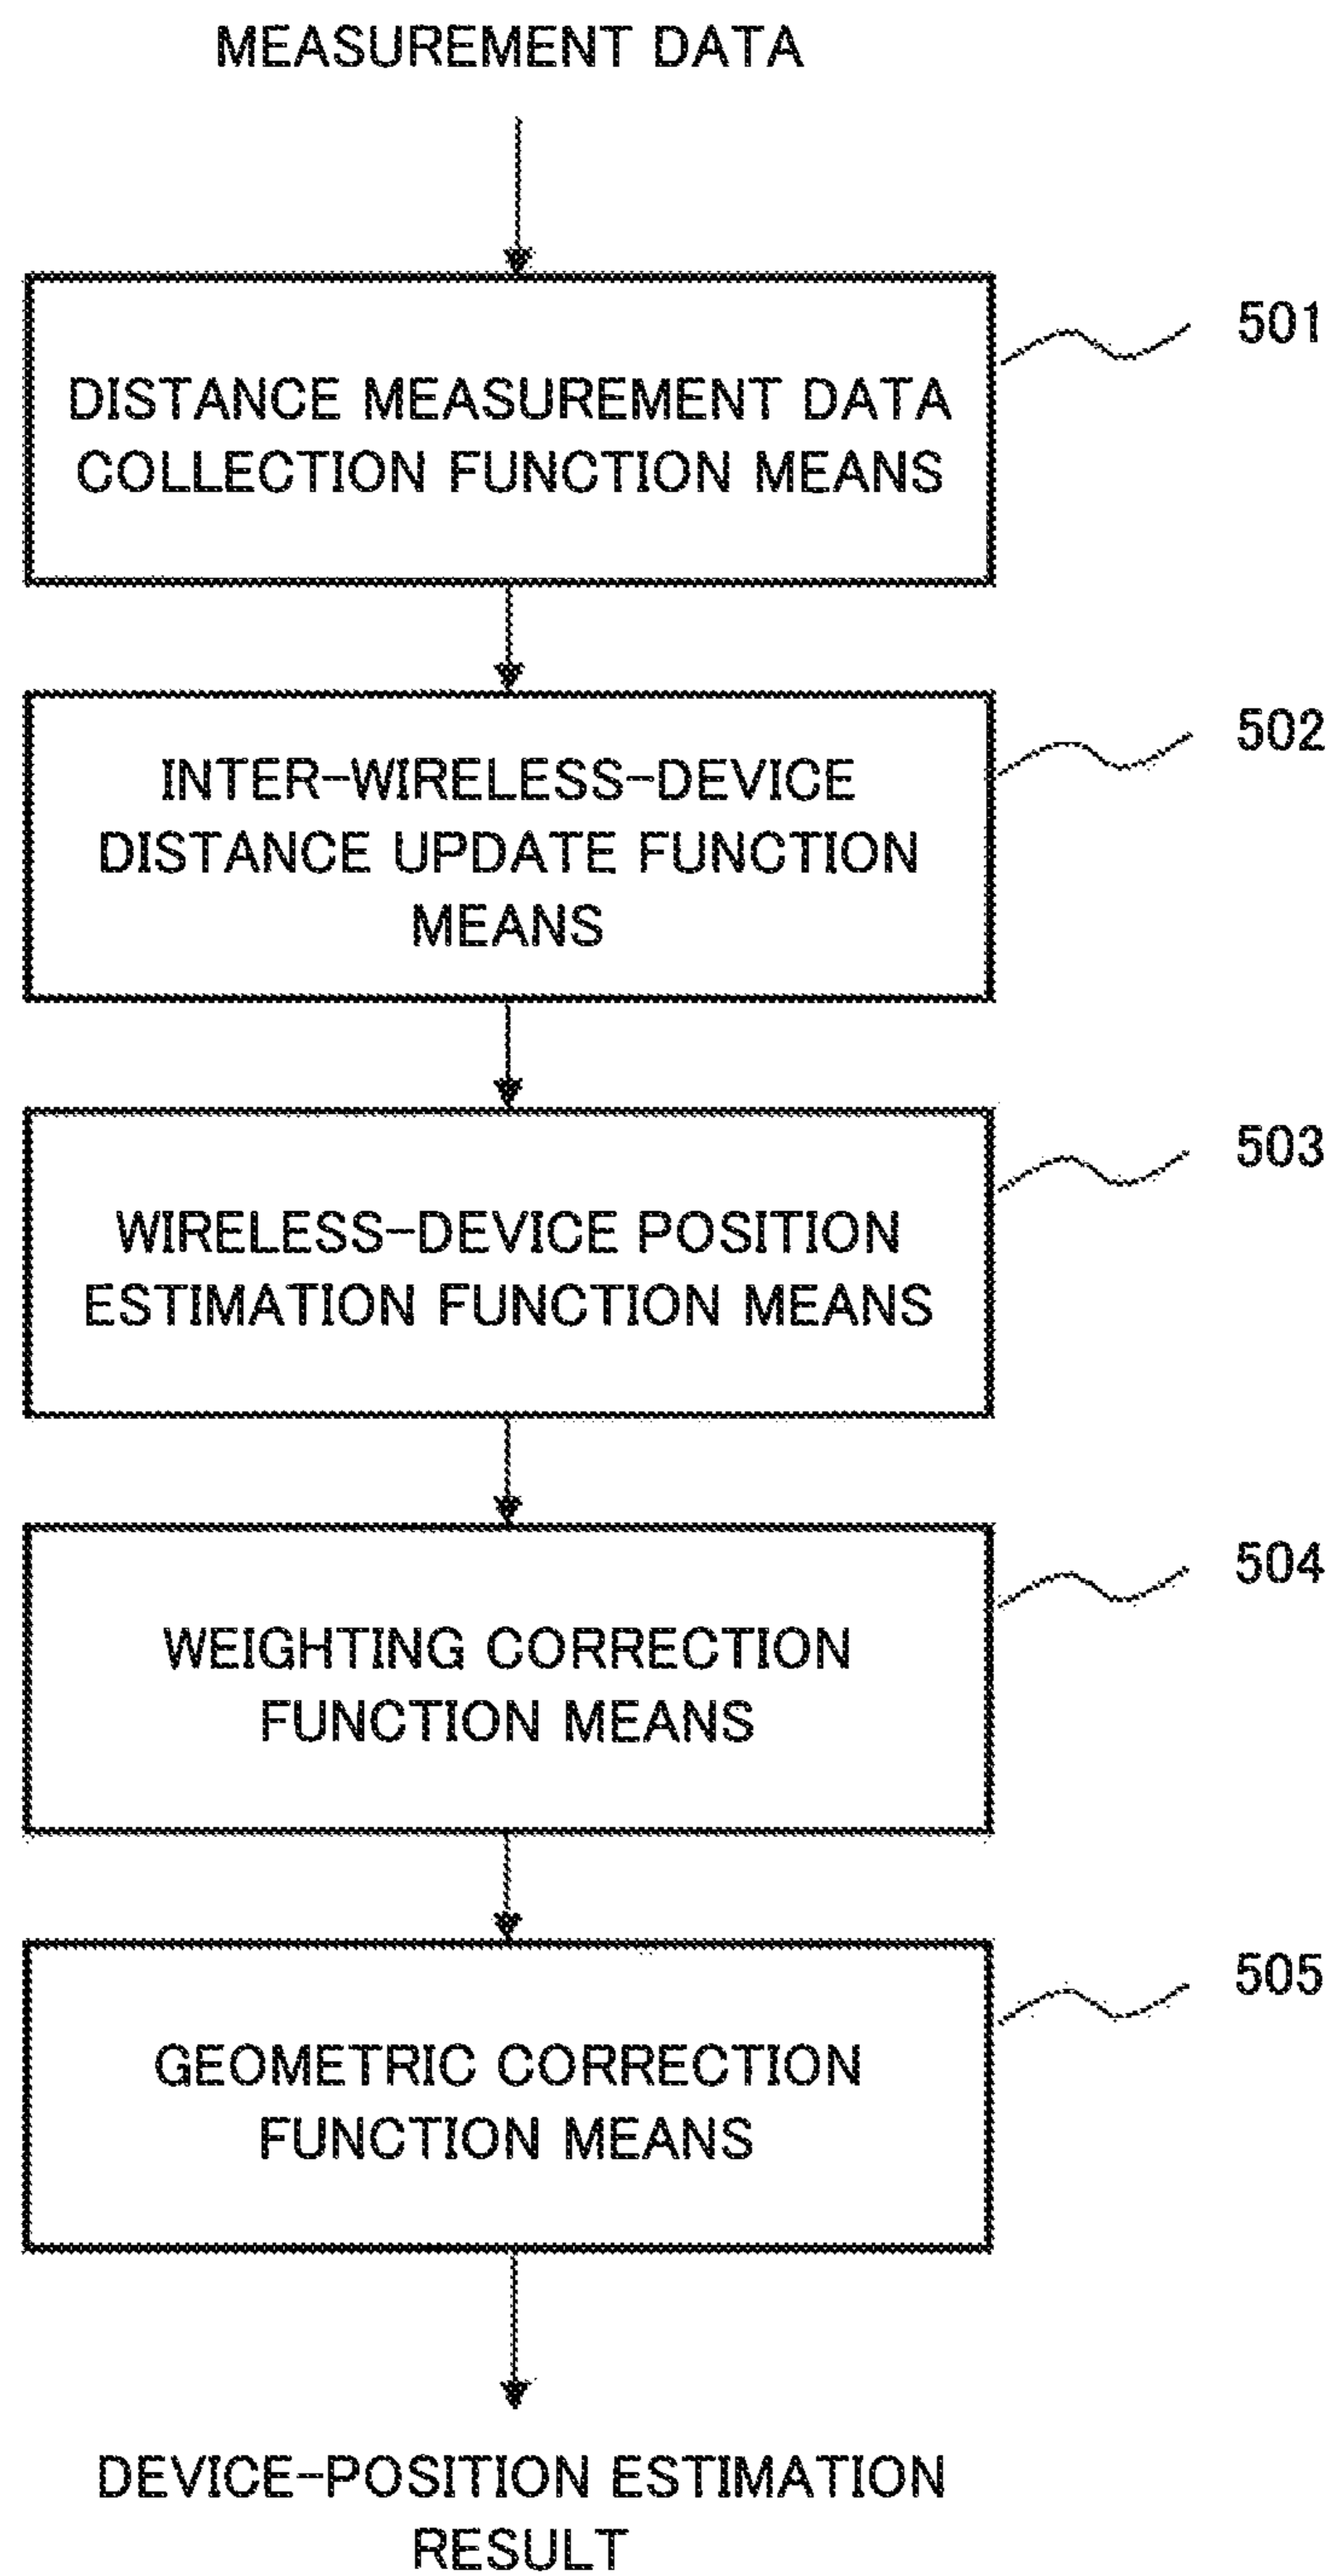 MEASUREMENT DATA
501
DISTANCE MEASUREMENT DATA
COLLECTION FUNCTION MEANS
502
INTER-WIRELESS-DEVICE
DISTANCE UPDATE FUNCTION
MEANS
503
WIRELESS-DEVICE POSITION
ESTIMATION FUNCTION MEANS
504
WEIGHTING CORRECTION
FUNCTION MEANS
505
GEOMETRIC CORRECTION
FUNCTION MEANS
DEVICE-POSITION ESTIMATION
RESULT